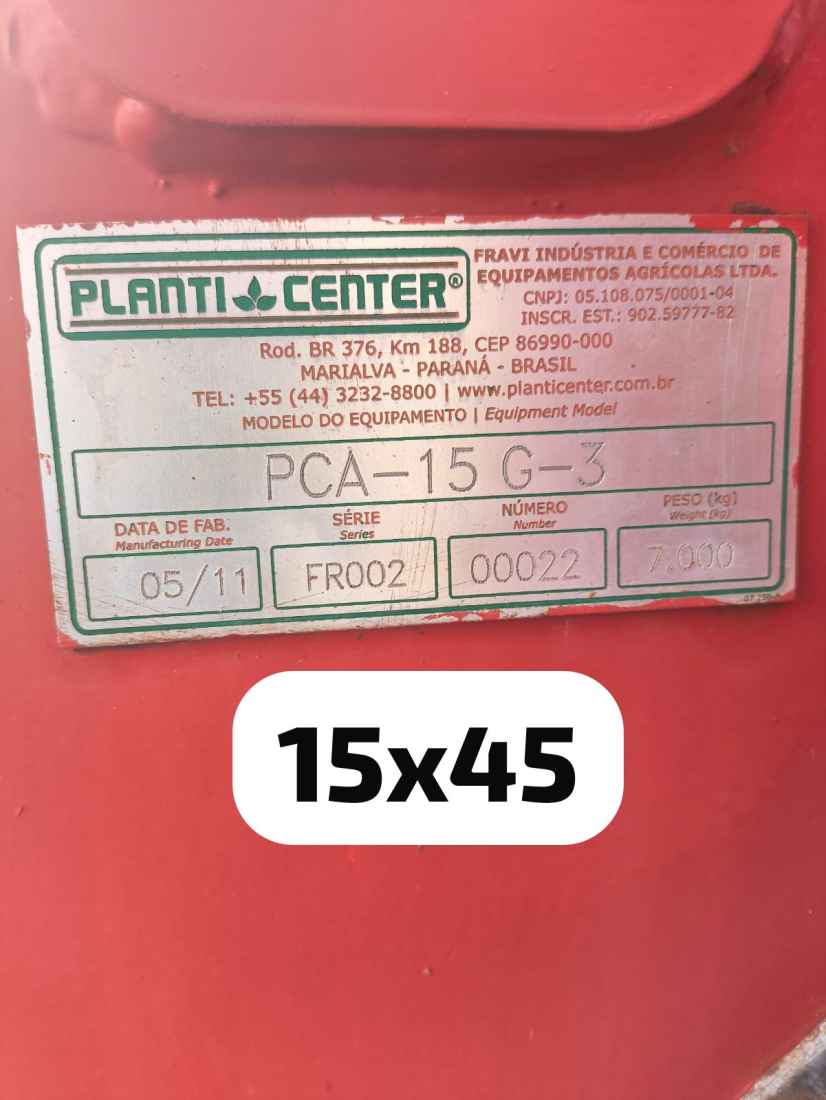 PLANTI CENTER®
FRAVI INDÚSTRIA E COMÉRCIO DE
EQUIPAMENTOS AGRÍCOLAS LTDA.
CNPJ: 05.108.075/0001-04
INSCR. EST.: 902.59777-82
Rod. BR 376, Km 188, CEP 86990-000
MARIALVA - PARANÁ - BRASIL
TEL: +55 (44) 3232-8800 | www.planticenter.com.br
MODELO DO EQUIPAMENTO | Equipment Model
PCA-15 G-3
DATA DE FAB.
Manufacturing Date
05/11
SÉRIE
Series
FR002
NÚMERO
Number
00022
PESO (kg)
Weight (kg)
7.000
15x45